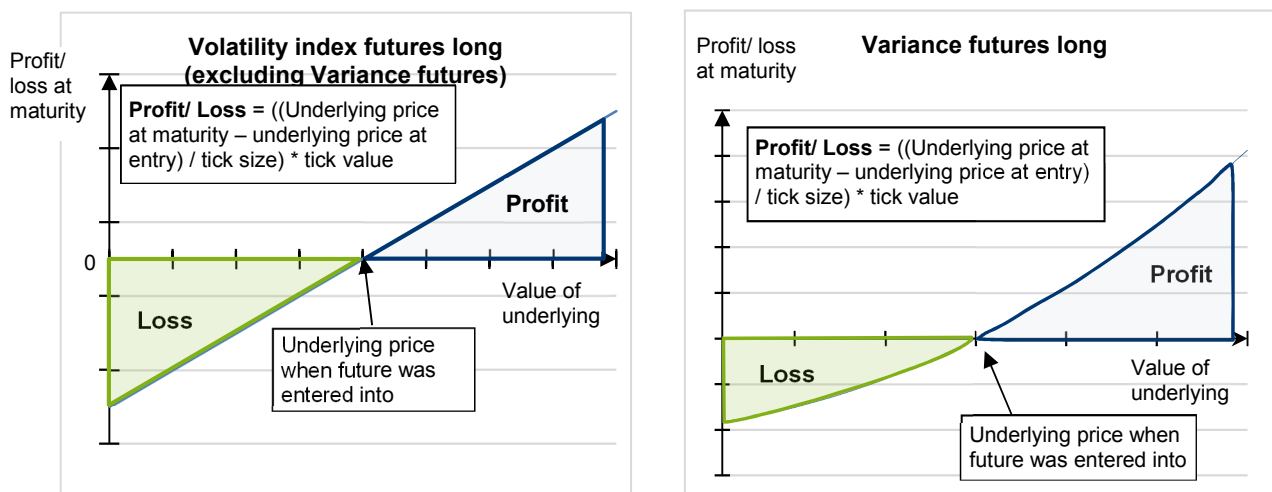 Volatility index futures long
(excluding Variance futures)
Profit/
loss at
maturity
Profit/ Loss = ((Underlying price
at maturity – underlying price at
entry) / tick size) * tick value
Profit
0
Loss
Value of
underlying
Underlying price
when future was
entered into
Variance futures long
Profit/ loss
at maturity
Profit/ Loss = ((Underlying price at
maturity – underlying price at entry)
/ tick size) * tick value
Profit
Loss
Value of
underlying
Underlying price when
future was entered into